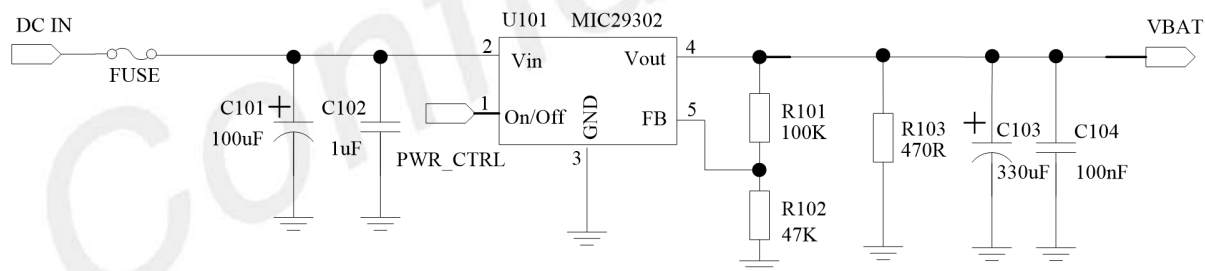 DC IN
FUSE
C101
100uF
C102
1uF
PWR_CTRL
U101 MIC29302
2
Vin
1
On/Off
GND
3
Vout
4
FB
5
R101
100K
R102
47K
R103
470R
C103
330uF
C104
100nF
VBAT